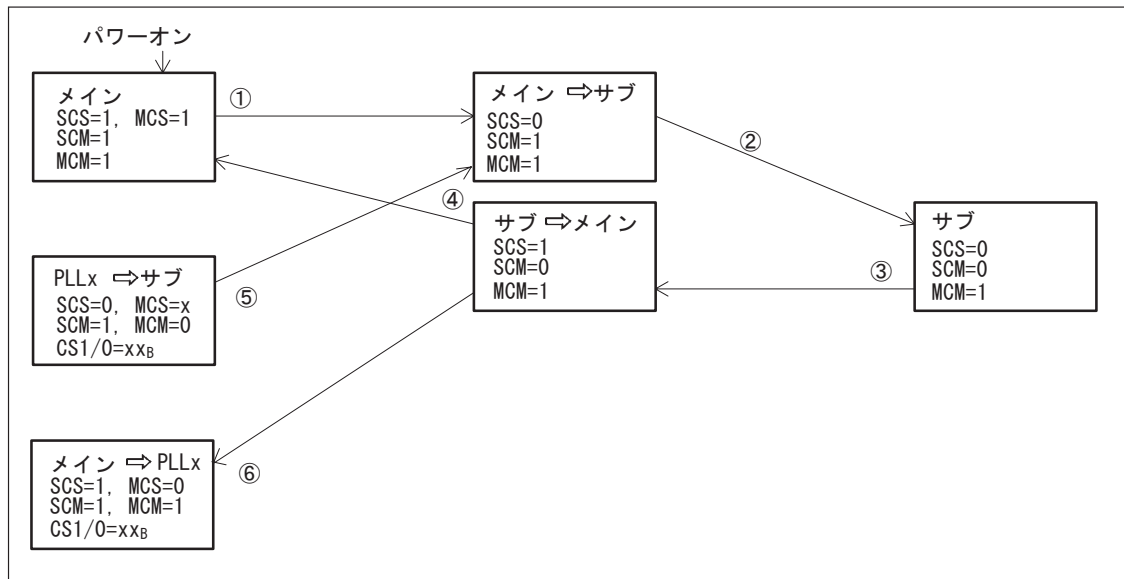 パワーオン
メイン
SCS=1, MCS=1
SCM=1
MCM=1
①
メイン ⇨サブ
SCS=0
SCM=1
MCM=1
②
④
サブ ⇨メイン
SCS=1
SCM=0
MCM=1
③
サブ
SCS=0
SCM=0
MCM=1
PLLx ⇨サブ
SCS=0, MCS=x
SCM=1, MCM=0
CS1/0=xxB
⑤
メイン ⇨PLLx
SCS=1, MCS=0
SCM=1, MCM=1
CS1/0=xxB
⑥